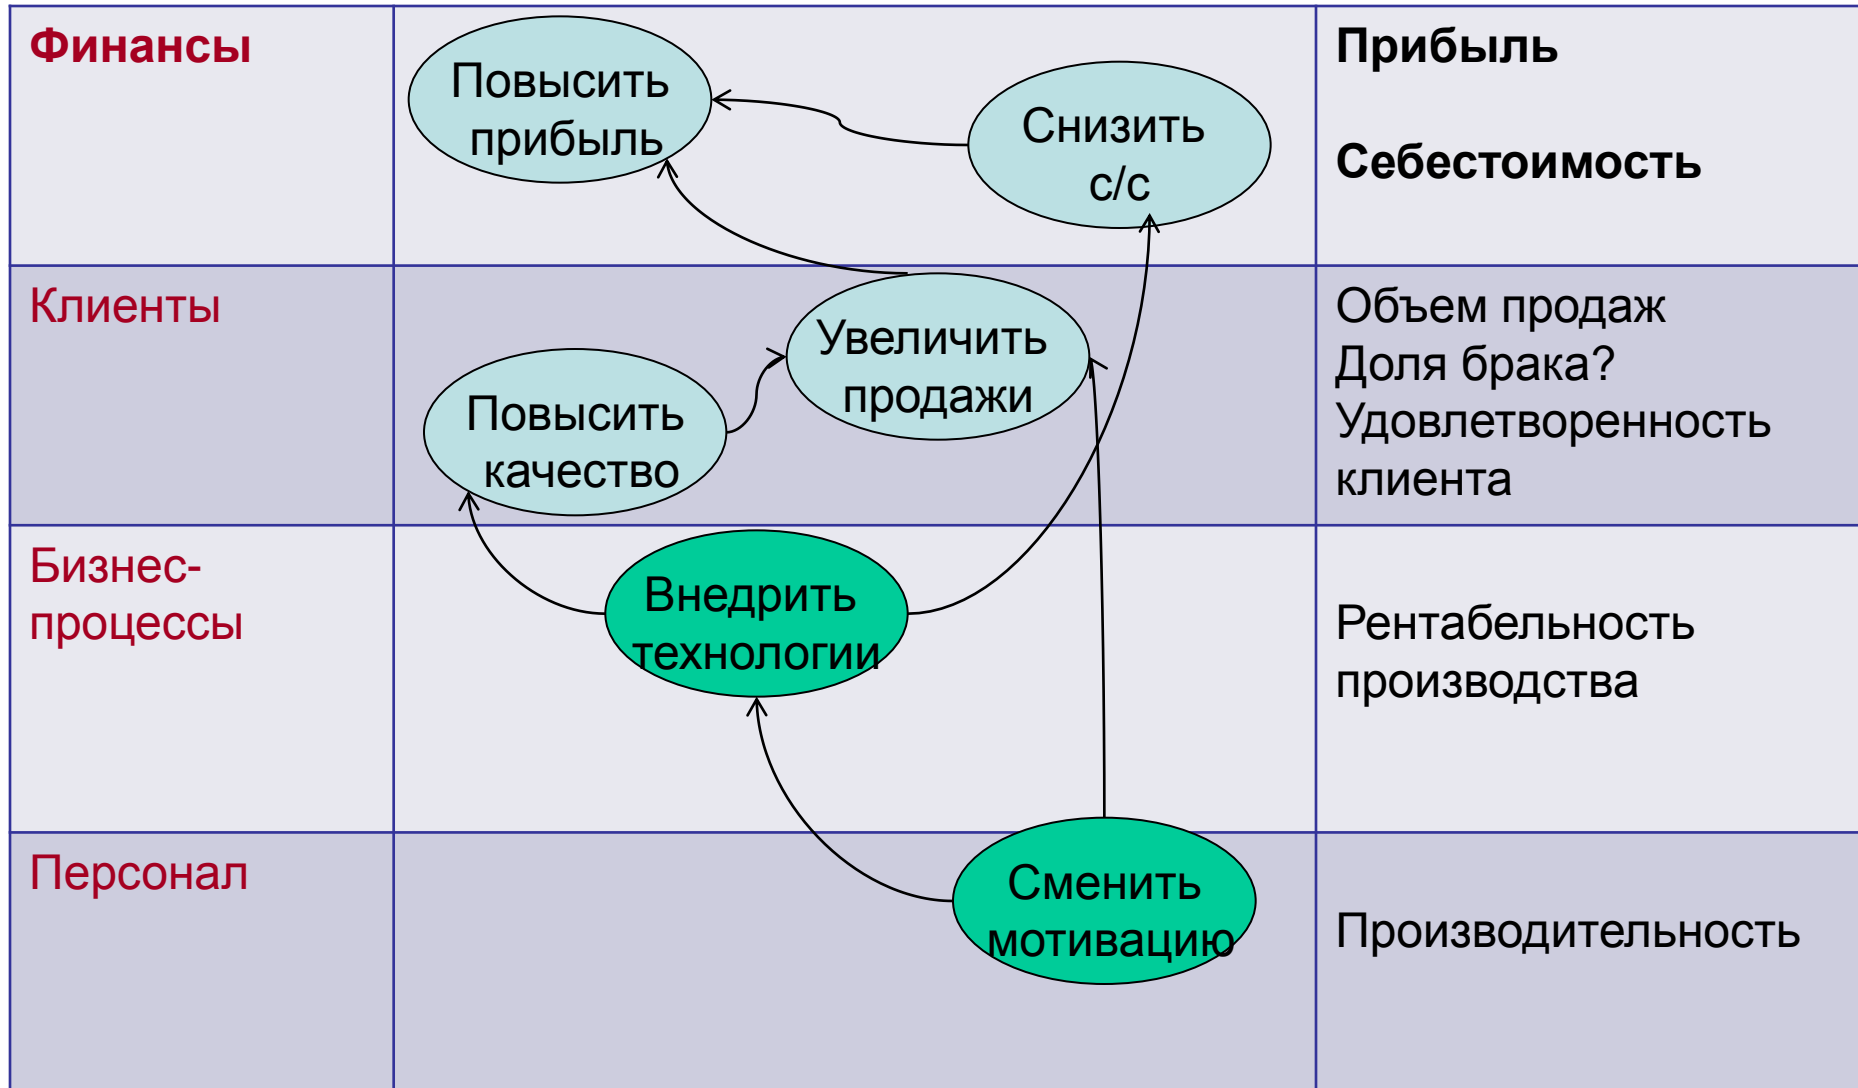 Финансы
Повысить
прибыль
Снизить
с/с
Прибыль
Себестоимость
Клиенты
Повысить
качество
Увеличить
продажи
Объем продаж
Доля брака?
Удовлетворенность
клиента
Бизнес-
процессы
Внедрить
технологии
Рентабельность
производства
Персонал
Сменить
мотивацию
Производительность